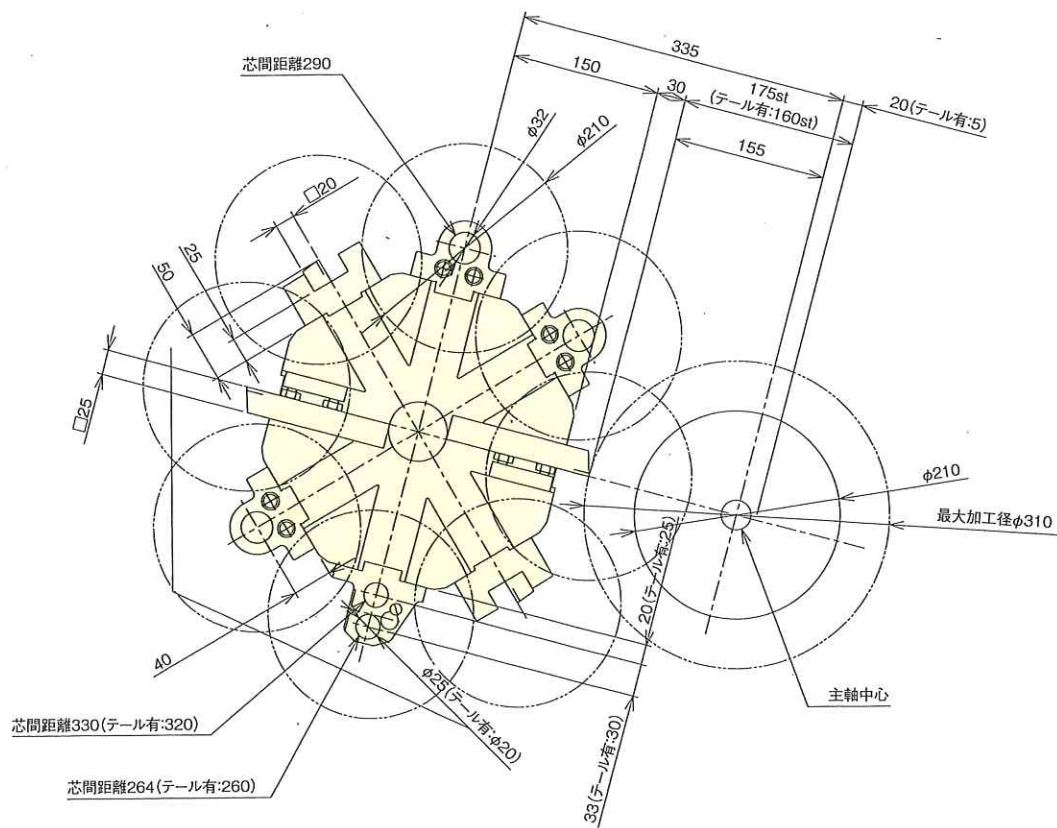 335
芯間距離290
150
30
175st
(テール有:160st)
20(テール有:5)
φ32
φ210
155
□20
25
50
□25
φ210
最大加工径φ310
20(テール有:25)
40
主軸中心
φ25(テール有:φ20)
芯間距離330(テール有:320)
33(テール有:30)
芯間距離264(テール有:260)